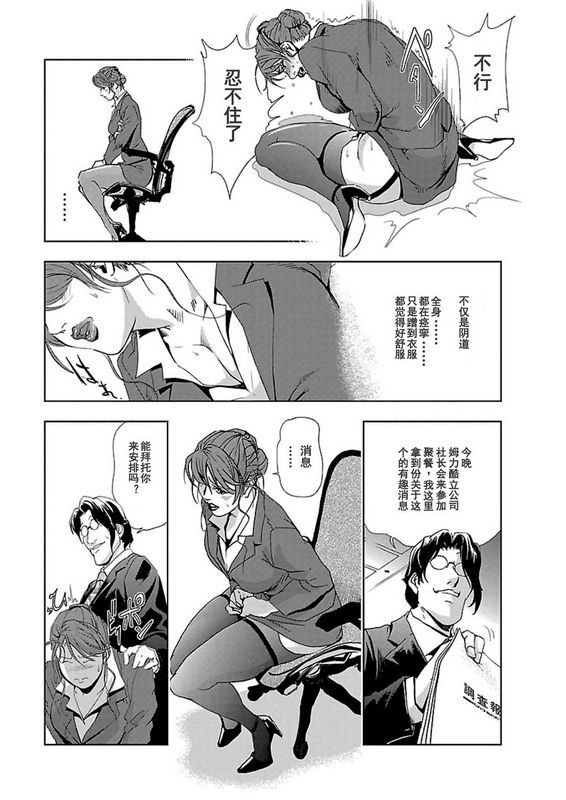 不行
忍不住了
……
パタン
不仅是阴道
全身……
都在痉挛……
只是蹭到衣服
都觉得好舒服
今晚
姆力酷立公司
社长会来参加
聚餐，我这里
拿到份关于这
个的有趣消息
調查報
消息
……
能拜托你
来安排吗？